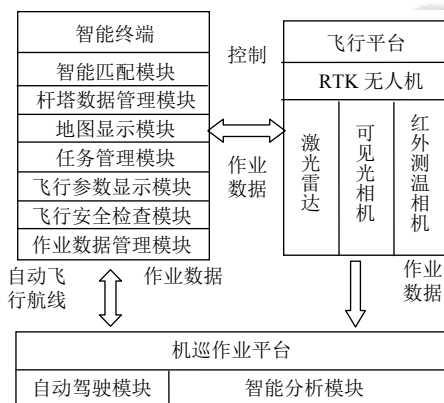 智能终端
智能匹配模块
杆塔数据管理模块
地图显示模块
任务管理模块
飞行参数显示模块
飞行安全检查模块
作业数据管理模块
控制
作业
数据
飞行平台
RTK 无人机
激光雷达
可见光相机
红外测温相机
自动飞
行航线
作业数据
作业
数据
机巡作业平台
自动驾驶模块
智能分析模块